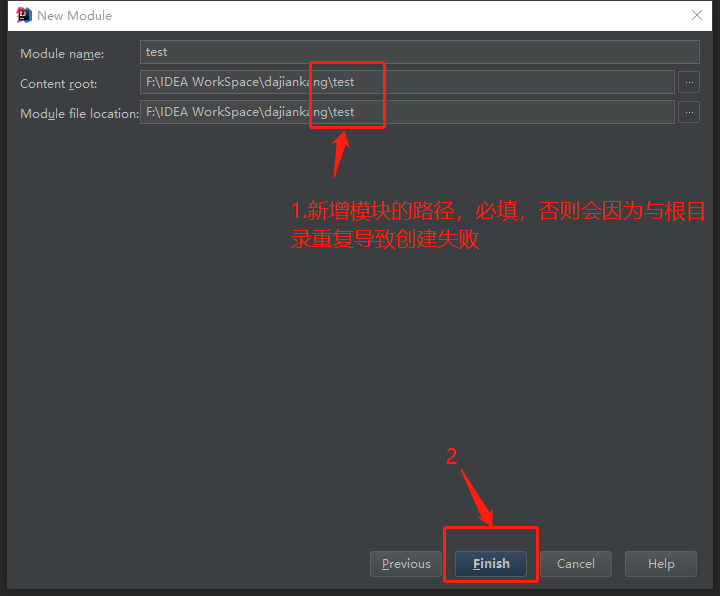 New Module
Module name: test
Content root: F:\IDEA WorkSpace\dajiankang\test ...
Module file location: F:\IDEA WorkSpace\dajiankang\test ...
1.新增模块的路径，必填，否则会因为与根目
录重复导致创建失败
2
Previous Finish Cancel Help